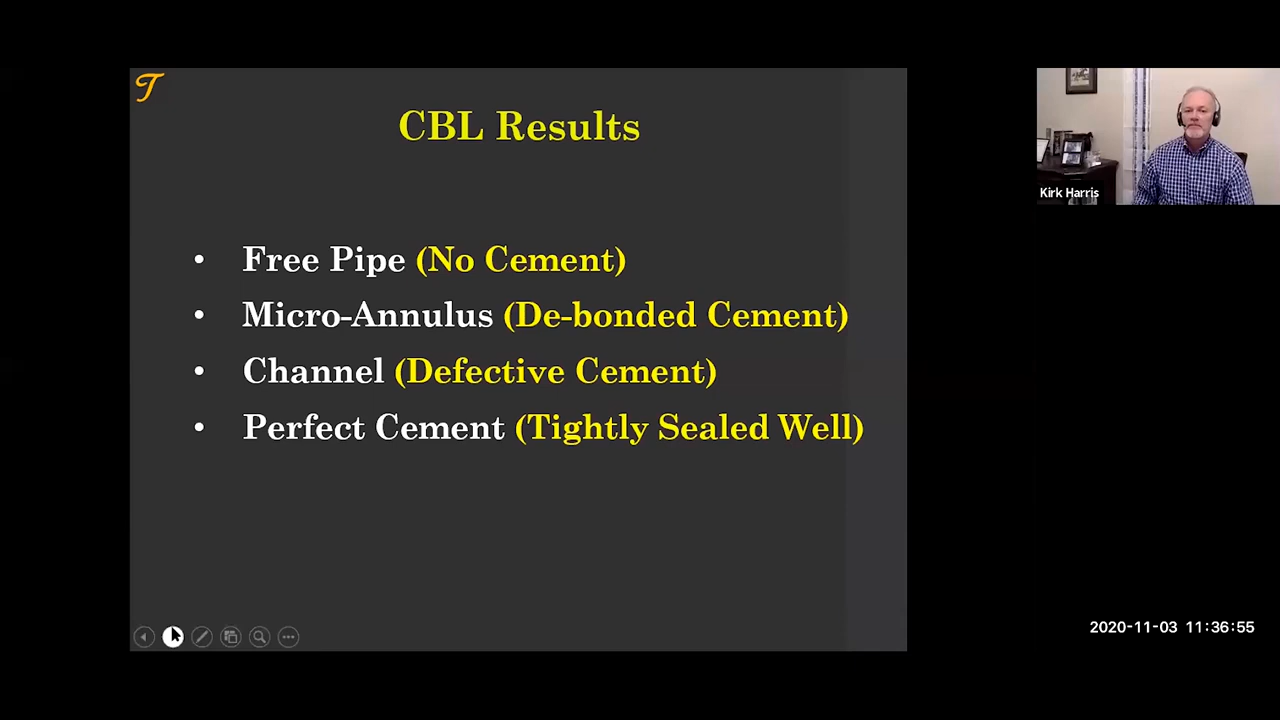 T
CBL Results
• Free Pipe (No Cement)
• Micro-Annulus (De-bonded Cement)
• Channel (Defective Cement)
• Perfect Cement (Tightly Sealed Well)
Kirk Harris
2020-11-03 11:36:55